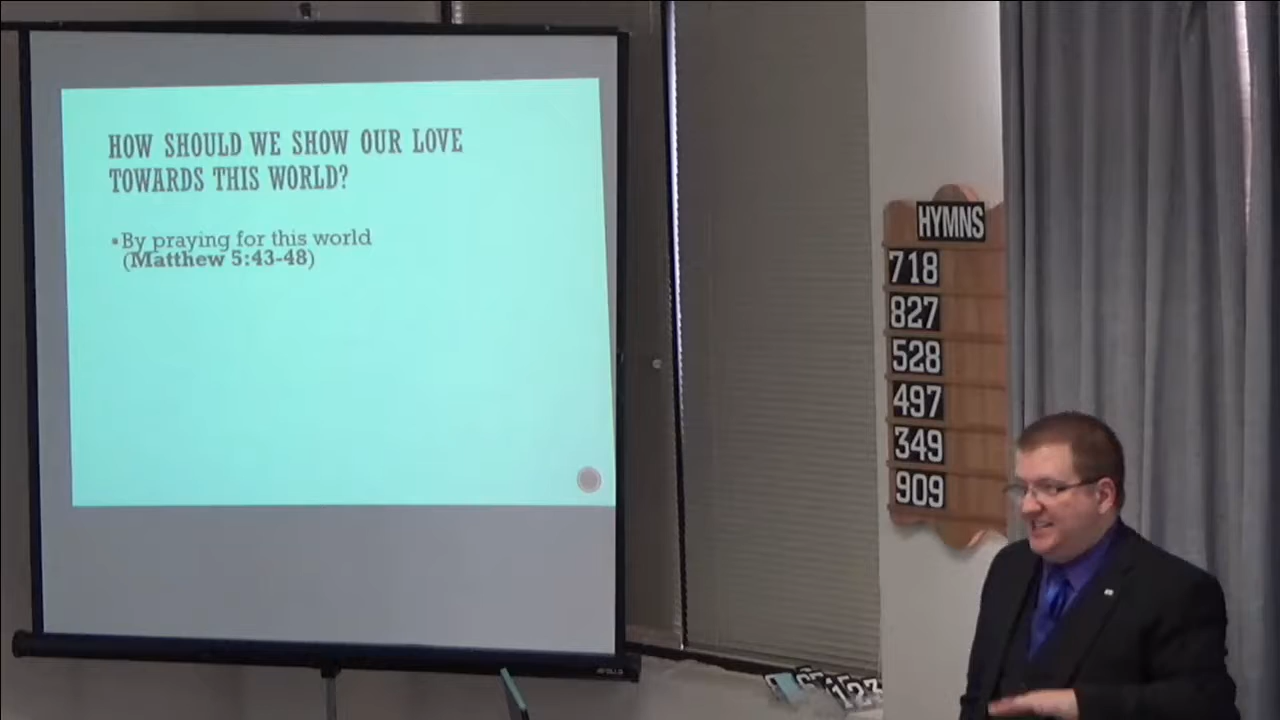 HOW SHOULD WE SHOW OUR LOVE
TOWARDS THIS WORLD?
▪By praying for this world
(Matthew 5:43-48)
HYMNS
718
827
528
497
349
909
123